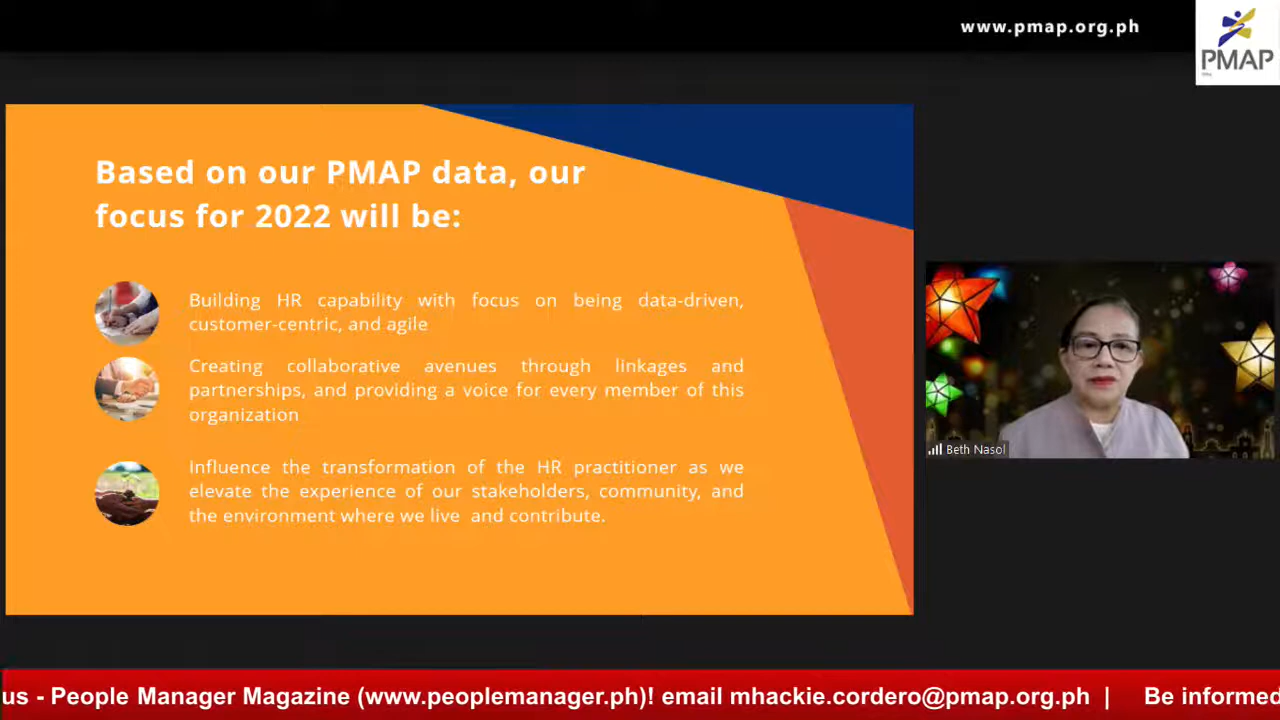 www.pmap.org.ph
PMAP
Based on our PMAP data, our
focus for 2022 will be:
Building HR capability with focus on being data-driven,
customer-centric, and agile
Creating collaborative avenues through linkages and
partnerships, and providing a voice for every member of this
organization
Influence the transformation of the HR practitioner as we
elevate the experience of our stakeholders, community, and
the environment where we live and contribute.
Beth Nasol
us - People Manager Magazine (www.peoplemanager.ph)! email mhackie.cordero@pmap.org.ph | Be informed